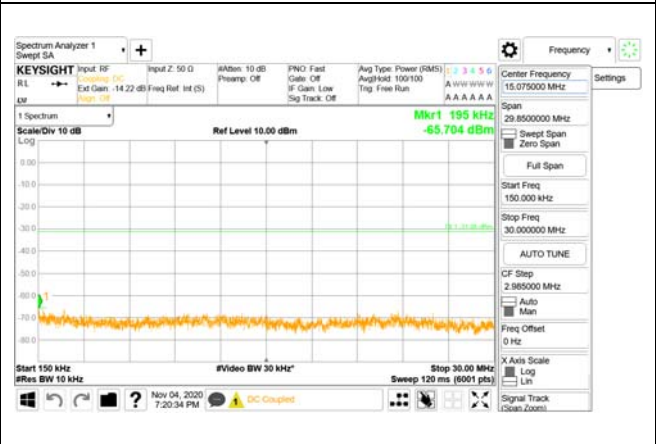 Spectrum Analyzer 1
Swept SA
Frequency
KEYSIGHT
RL
Input: RF
Coupling: DC
Ext Gain: -14.22 dB
Align: Off
Input Z: 50 Ω
Freq Ref: Int (S)
#Atten: 10 dB
Preamp: Off
PNO: Fast
Gate: Off
IF Gain: Low
Sig Track: Off
Avg Type: Power (RMS)
Avg|Hold: 100/100
Trig: Free Run
1 2 3 4 5 6
A W W W W W
A A A A A A
1 Spectrum
Scale/Div 10 dB
Log
Ref Level 10.00 dBm
Mkr1 195 kHz
-65.704 dBm
0.00
-10.0
-20.0
-30.0
-40.0
-50.0
-60.0
-70.0
-80.0
1
Start 150 kHz
#Res BW 10 kHz
#Video BW 30 kHz*
Stop 30.00 MHz
Sweep 120 ms (6001 pts)
?
Nov 04, 2020
7:20:34 PM
1
DC Coupled
Center Frequency
15.075000 MHz
Settings
Span
29.8500000 MHz
Swept Span
Zero Span
Full Span
Start Freq
150.000 kHz
Stop Freq
30.000000 MHz
AUTO TUNE
CF Step
2.985000 MHz
Auto
Man
Freq Offset
0 Hz
X Axis Scale
Log
Lin
Signal Track
(Span Zoom)